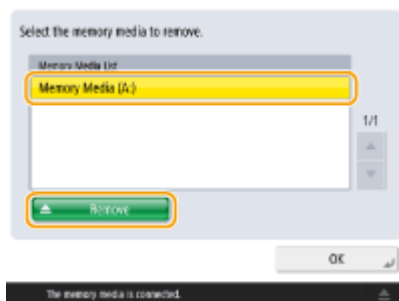 Select the memory media to remove.
Memory Media List
Memory Media (A:)
1/1
Remove
OK
The memory media is connected.